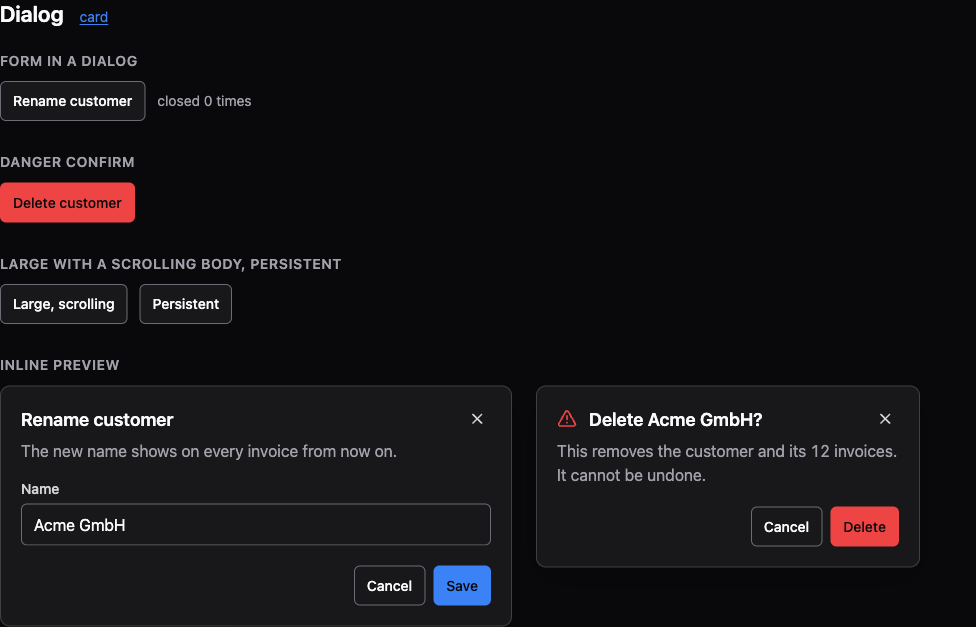 Dialog card
FORM IN A DIALOG
Rename customer closed 0 times
DANGER CONFIRM
Delete customer
LARGE WITH A SCROLLING BODY, PERSISTENT
Large, scrolling Persistent
INLINE PREVIEW
Rename customer
The new name shows on every invoice from now on.
Name
Acme GmbH
Cancel Save
Delete Acme GmbH?
This removes the customer and its 12 invoices.
It cannot be undone.
Cancel Delete